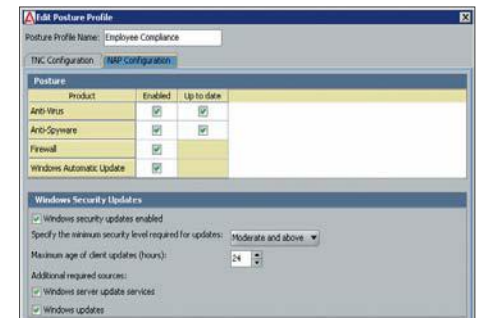 Edit Posture Profile
Posture Profile Name: Employee Compliance
TNC Configuration NAP Configuration
Posture
Product Enabled Up to date
Anti-Virus
Anti-Spyware
Firewall
Windows Automatic Update
Windows Security Updates
Windows security updates enabled
Specify the minimum security level required for updates: Moderate and above
Maximum age of client updates (hours): 24
Additional required sources:
Windows server update services
Windows updates